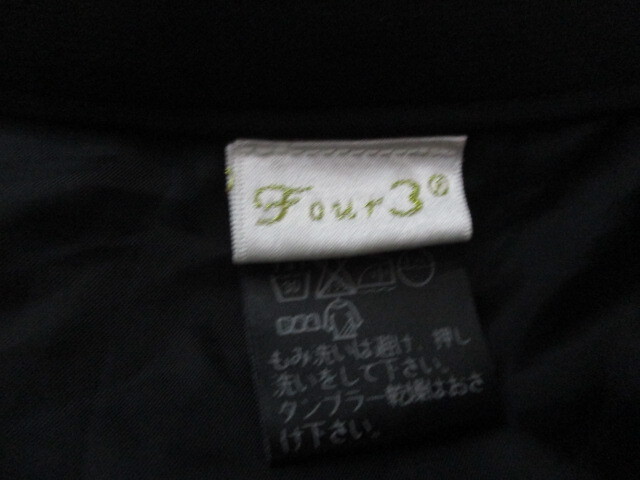 Four3®
もみ洗いは避け、押し
洗いをして下さい。
タンブラー乾燥はおさ
け下さい。